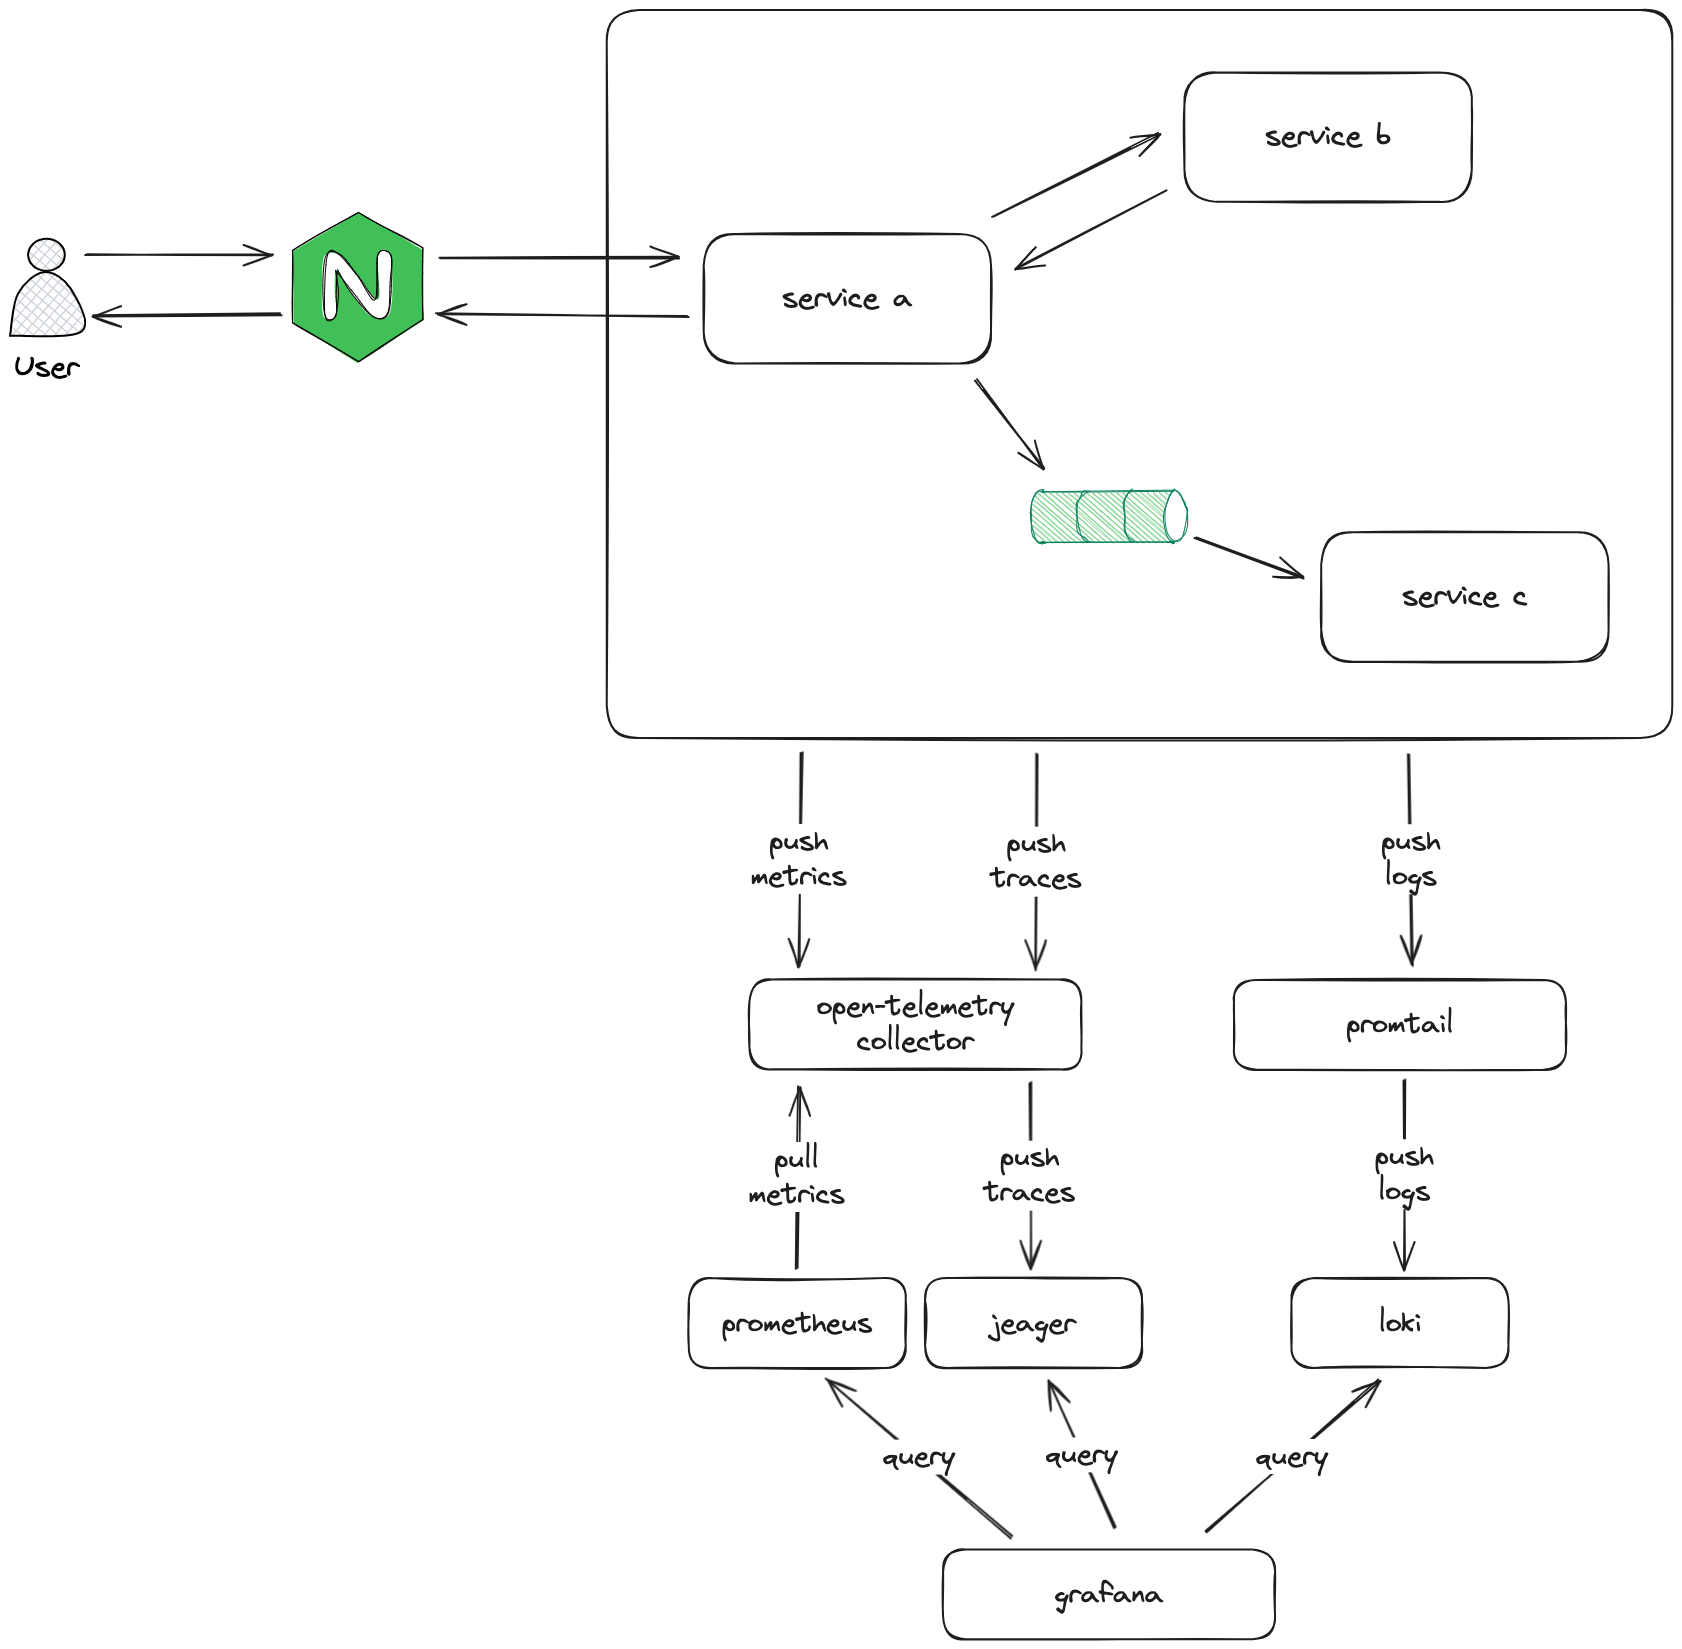 service b
N
service a
User
service c
push
metrics
push
traces
push
logs
open-telemetry
collector
promtail
pull
metrics
push
traces
push
logs
prometheus
jeager
loki
query
query
query
grafana